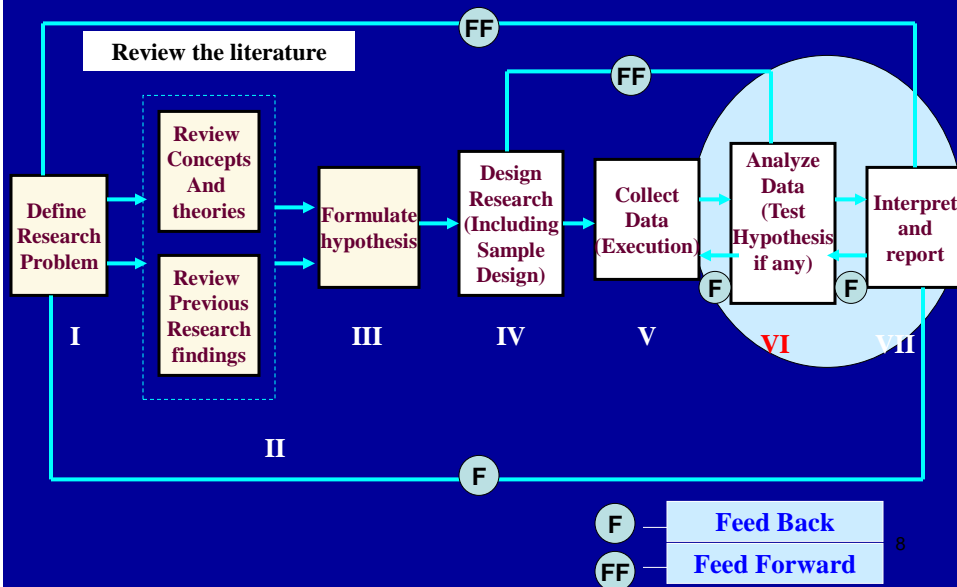 FF
Review the literature
FF
Define
Research
Problem
Review
Concepts
And
theories
Review
Previous
Research
findings
Formulate
hypothesis
Design
Research
(Including
Sample
Design)
Collect
Data
(Execution)
Analyze
Data
(Test
Hypothesis
if any)
Interpret
and
report
F
F
I
II
III
IV
V
VI
VII
F
F
Feed Back
FF
Feed Forward
8